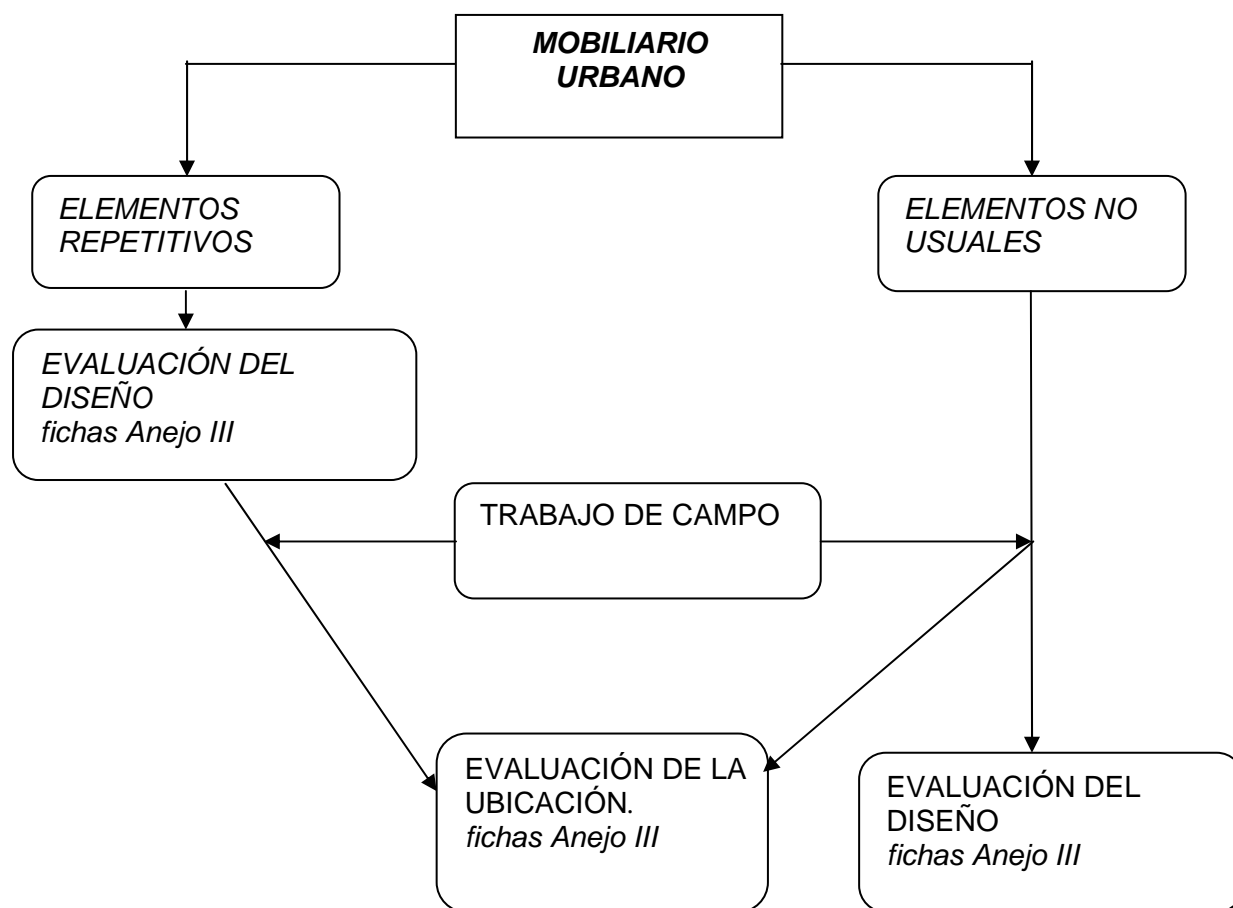 MOBILIARIO
URBANO
ELEMENTOS
REPETITIVOS
ELEMENTOS NO
USUALES
EVALUACIÓN DEL
DISEÑO
fichas Anejo III
TRABAJO DE CAMPO
EVALUACIÓN DE LA
UBICACIÓN.
fichas Anejo III
EVALUACIÓN DEL
DISEÑO
fichas Anejo III